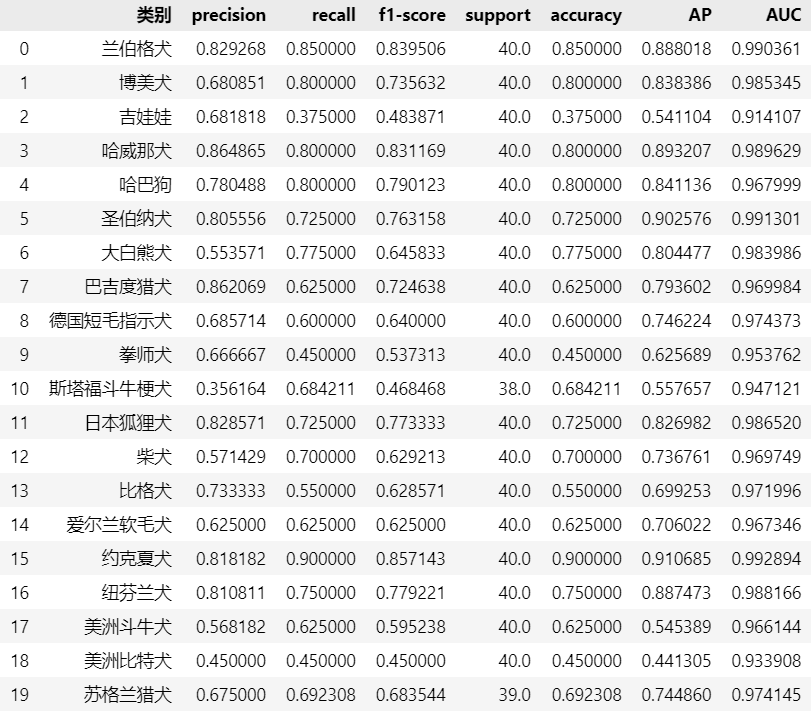 类别 precision recall f1-score support accuracy AP AUC
0 兰伯格犬 0.829268 0.850000 0.839506 40.0 0.850000 0.888018 0.990361
1 博美犬 0.680851 0.800000 0.735632 40.0 0.800000 0.838386 0.985345
2 吉娃娃 0.681818 0.375000 0.483871 40.0 0.375000 0.541104 0.914107
3 哈威那犬 0.864865 0.800000 0.831169 40.0 0.800000 0.893207 0.989629
4 哈巴狗 0.780488 0.800000 0.790123 40.0 0.800000 0.841136 0.967999
5 圣伯纳犬 0.805556 0.725000 0.763158 40.0 0.725000 0.902576 0.991301
6 大白熊犬 0.553571 0.775000 0.645833 40.0 0.775000 0.804477 0.983986
7 巴吉度猎犬 0.862069 0.625000 0.724638 40.0 0.625000 0.793602 0.969984
8 德国短毛指示犬 0.685714 0.600000 0.640000 40.0 0.600000 0.746224 0.974373
9 拳师犬 0.666667 0.450000 0.537313 40.0 0.450000 0.625689 0.953762
10 斯塔福斗牛梗犬 0.356164 0.684211 0.468468 38.0 0.684211 0.557657 0.947121
11 日本狐狸犬 0.828571 0.725000 0.773333 40.0 0.725000 0.826982 0.986520
12 柴犬 0.571429 0.700000 0.629213 40.0 0.700000 0.736761 0.969749
13 比格犬 0.733333 0.550000 0.628571 40.0 0.550000 0.699253 0.971996
14 爱尔兰软毛犬 0.625000 0.625000 0.625000 40.0 0.625000 0.706022 0.967346
15 约克夏犬 0.818182 0.900000 0.857143 40.0 0.900000 0.910685 0.992894
16 纽芬兰犬 0.810811 0.750000 0.779221 40.0 0.750000 0.887473 0.988166
17 美洲斗牛犬 0.568182 0.625000 0.595238 40.0 0.625000 0.545389 0.966144
18 美洲比特犬 0.450000 0.450000 0.450000 40.0 0.450000 0.441305 0.933908
19 苏格兰猎犬 0.675000 0.692308 0.683544 39.0 0.692308 0.744860 0.974145